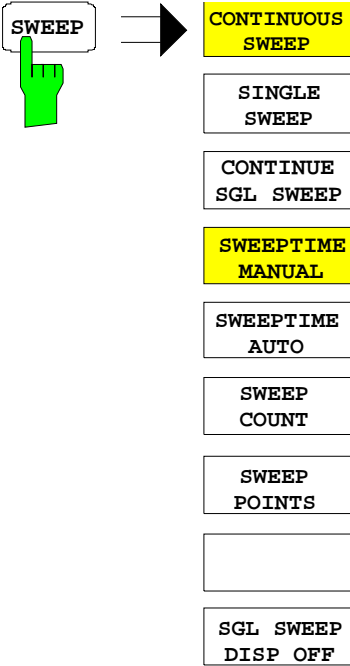 SWEEP
CONTINUOUS
SWEEP
SINGLE
SWEEP
CONTINUE
SGL SWEEP
SWEEPTIME
MANUAL
SWEEPTIME
AUTO
SWEEP
COUNT
SWEEP
POINTS
SGL SWEEP
DISP OFF